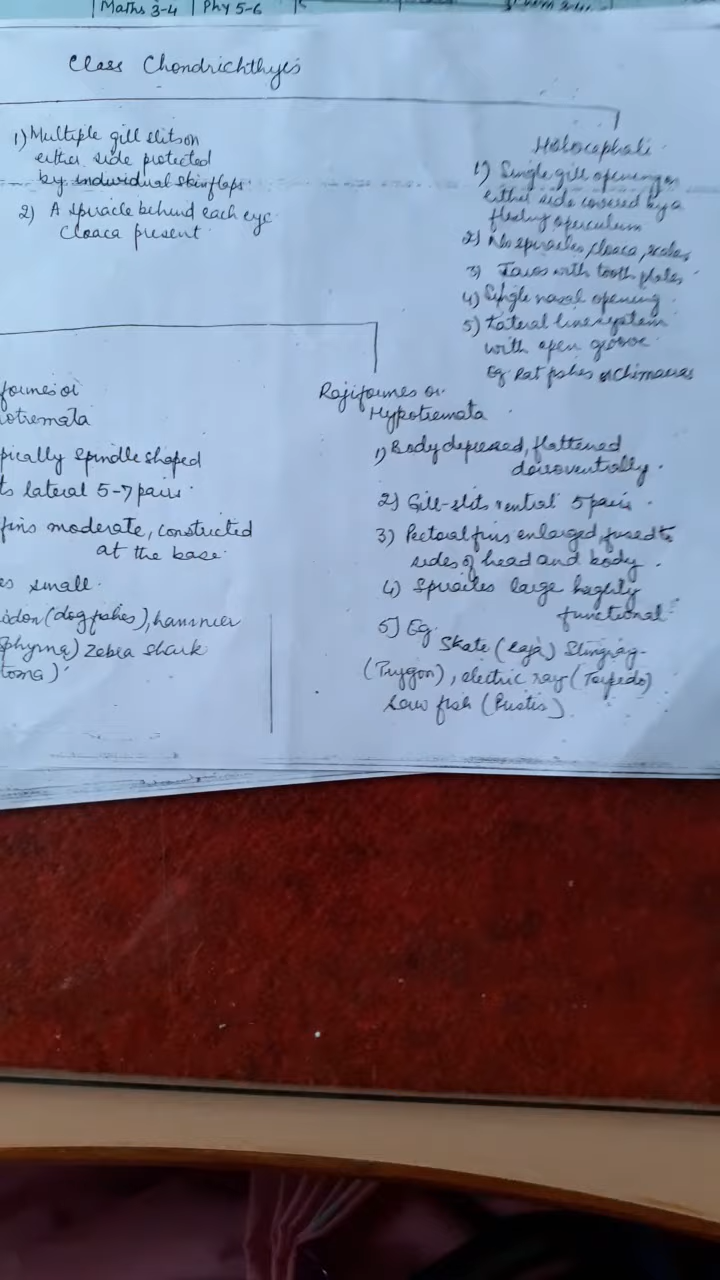 Maths 3-4 | Phy 5-6
Class Chondrichthyes
1) Multiple gill slits on
either side protected
by individual skin flaps.
2) A spiracle behind each eye
Cloaca present.
Holocephali.
1) Single gill opening on
either side covered by a
fleshy operculum
2) No spiracles, cloaca, scales
3) Jaws with tooth plates
4) Single nasal opening.
5) Lateral line system
with open groove.
Eg. Rat fishes or chimaeras
formes or
otremata
pically spindle shaped
ts lateral 5-7 pairs.
fins moderate, constructed
at the base.
es small.
odon (dog fishes), hammer
phyrna) Zebra shark
toma)
Rajiformes or
Hypotremata.
1) Body depressed, flattened
dorsoventrally.
2) Gill-slits ventral 5 pairs.
3) Pectoral fins enlarged, fused to
sides of head and body.
4) Spiracles large highly
functional
5) Eg
Skate (Raja) Stingray-
(Trygon), electric ray (Torpedo)
Saw fish (Pristis)